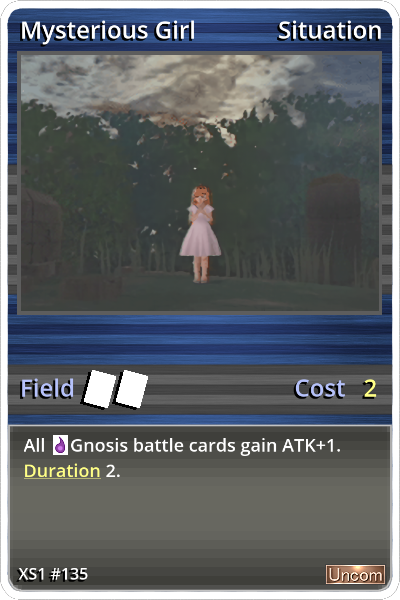 Mysterious Girl
Situation
Field
Cost 2
All Gnosis battle cards gain ATK+1.
Duration 2.
XS1 #135
Uncom